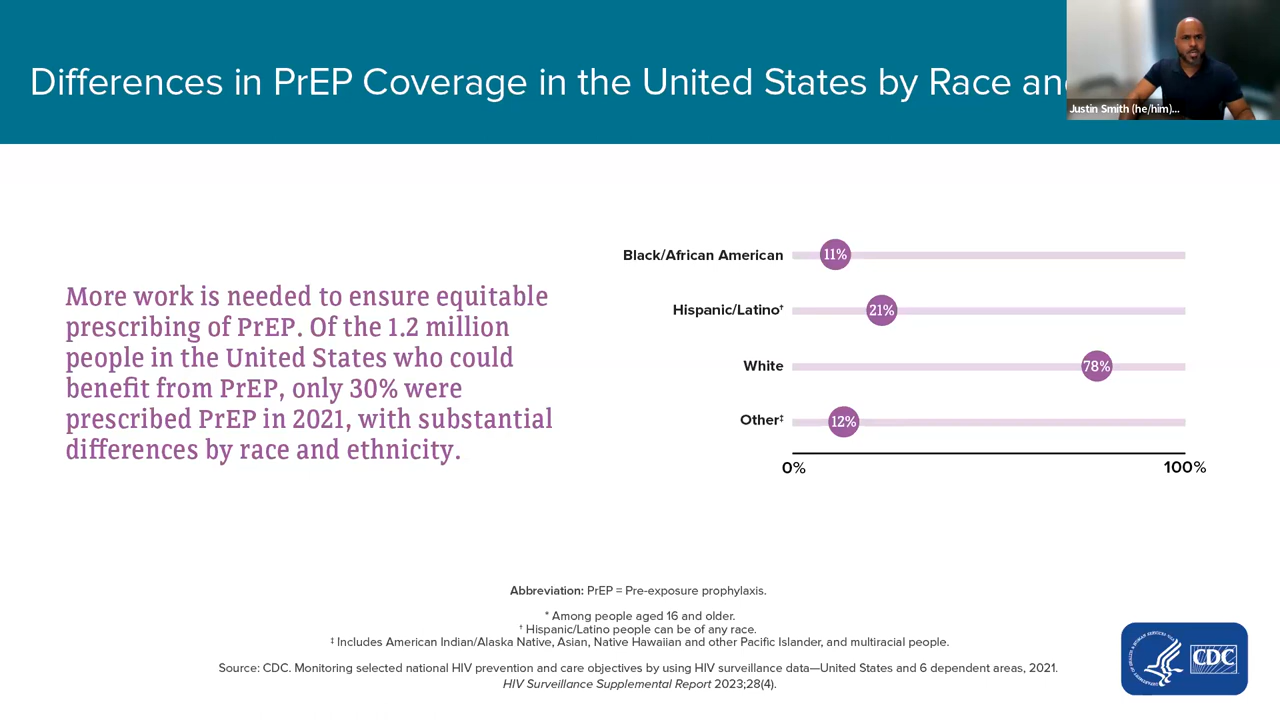 Differences in PrEP Coverage in the United States by Race an
Justin Smith (he/him)...
More work is needed to ensure equitable
prescribing of PrEP. Of the 1.2 million
people in the United States who could
benefit from PrEP, only 30% were
prescribed PrEP in 2021, with substantial
differences by race and ethnicity.
Black/African American 11%
Hispanic/Latino† 21%
White 78%
Other‡ 12%
0% 100%
Abbreviation: PrEP = Pre-exposure prophylaxis.
* Among people aged 16 and older.
† Hispanic/Latino people can be of any race.
‡ Includes American Indian/Alaska Native, Asian, Native Hawaiian and other Pacific Islander, and multiracial people.
Source: CDC. Monitoring selected national HIV prevention and care objectives by using HIV surveillance data—United States and 6 dependent areas, 2021.
HIV Surveillance Supplemental Report 2023;28(4).
CDC